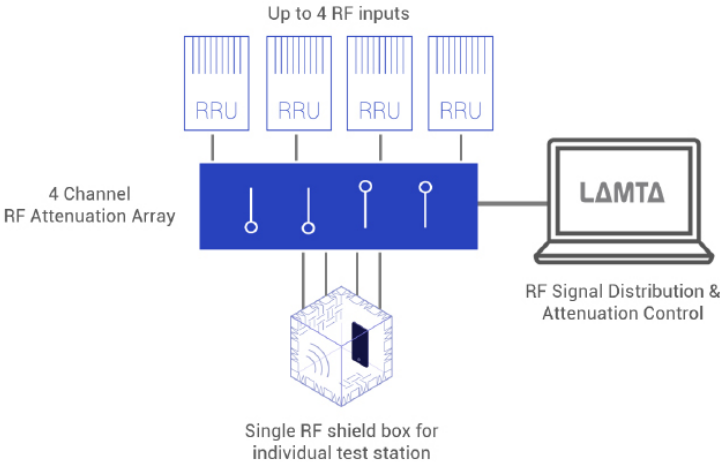 Up to 4 RF inputs
RRU RRU RRU RRU
4 Channel
RF Attenuation Array
LΔMTΔ
RF Signal Distribution &
Attenuation Control
Single RF shield box for
individual test station